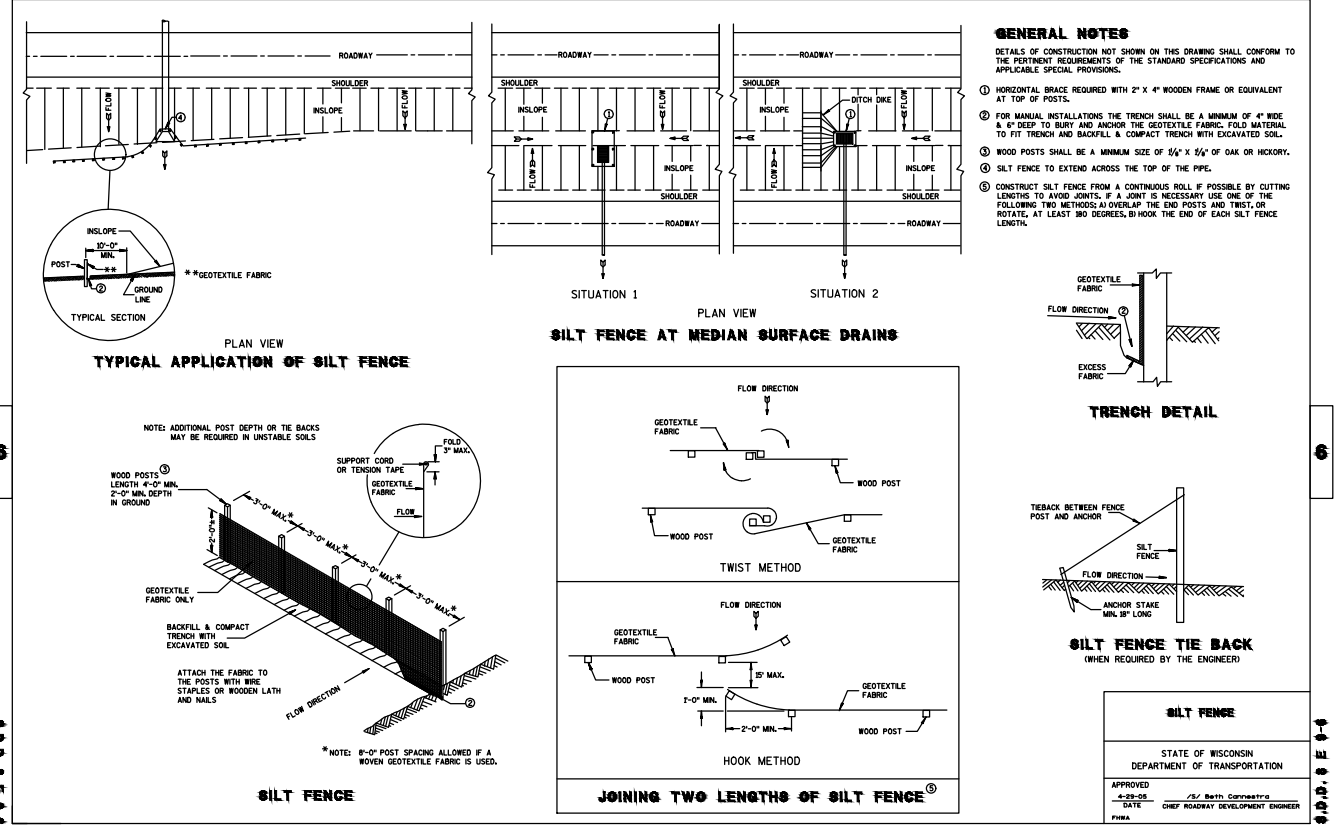 ROADWAY
SHOULDER
INSLOPE
FLOW
FLOW
④
INSLOPE
10'-0"
MIN.
POST
**
②
GROUND
LINE
TYPICAL SECTION
**GEOTEXTILE FABRIC
PLAN VIEW
TYPICAL APPLICATION OF SILT FENCE
ROADWAY
SHOULDER
INSLOPE
①
FLOW
INSLOPE
SHOULDER
ROADWAY
SITUATION 1
ROADWAY
SHOULDER
INSLOPE
DITCH DIKE
①
FLOW
INSLOPE
SHOULDER
ROADWAY
SITUATION 2
PLAN VIEW
SILT FENCE AT MEDIAN SURFACE DRAINS
GENERAL NOTES
DETAILS OF CONSTRUCTION NOT SHOWN ON THIS DRAWING SHALL CONFORM TO
THE PERTINENT REQUIREMENTS OF THE STANDARD SPECIFICATIONS AND
APPLICABLE SPECIAL PROVISIONS.
① HORIZONTAL BRACE REQUIRED WITH 2" X 4" WOODEN FRAME OR EQUIVALENT
AT TOP OF POSTS.
② FOR MANUAL INSTALLATIONS THE TRENCH SHALL BE A MINIMUM OF 4" WIDE
& 6" DEEP TO BURY AND ANCHOR THE GEOTEXTILE FABRIC. FOLD MATERIAL
TO FIT TRENCH AND BACKFILL & COMPACT TRENCH WITH EXCAVATED SOIL.
③ WOOD POSTS SHALL BE A MINIMUM SIZE OF X OF OAK OR HICKORY.
④ SILT FENCE TO EXTEND ACROSS THE TOP OF THE PIPE.
⑤ CONSTRUCT SILT FENCE FROM A CONTINUOUS ROLL IF POSSIBLE BY CUTTING
LENGTHS TO AVOID JOINTS. IF A JOINT IS NECESSARY USE ONE OF THE
FOLLOWING TWO METHODS; A) OVERLAP THE END POSTS AND TWIST, OR
ROTATE, AT LEAST 180 DEGREES, B) HOOK THE END OF EACH SILT FENCE
LENGTH.
GEOTEXTILE
FABRIC
FLOW DIRECTION
②
EXCESS
FABRIC
TRENCH DETAIL
NOTE: ADDITIONAL POST DEPTH OR TIE BACKS
MAY BE REQUIRED IN UNSTABLE SOILS
FOLD
3" MAX.
SUPPORT CORD
OR TENSION TAPE
GEOTEXTILE
FABRIC
FLOW
WOOD POSTS ③
LENGTH 4'-0" MIN.
2'-0" MIN. DEPTH
IN GROUND
3'-0" MAX.*
3'-0" MAX.*
3'-0" MAX.*
3'-0" MAX.*
2'-0"±
GEOTEXTILE
FABRIC ONLY
BACKFILL & COMPACT
TRENCH WITH
EXCAVATED SOIL
ATTACH THE FABRIC TO
THE POSTS WITH WIRE
STAPLES OR WOODEN LATH
AND NAILS
FLOW DIRECTION
②
*NOTE: 8'-0" POST SPACING ALLOWED IF A
WOVEN GEOTEXTILE FABRIC IS USED.
SILT FENCE
FLOW DIRECTION
GEOTEXTILE
FABRIC
WOOD POST
WOOD POST
GEOTEXTILE
FABRIC
TWIST METHOD
FLOW DIRECTION
GEOTEXTILE
FABRIC
WOOD POST
15' MAX.
1'-0" MIN.
2'-0" MIN.
GEOTEXTILE
FABRIC
WOOD POST
HOOK METHOD
JOINING TWO LENGTHS OF SILT FENCE ⑤
TIEBACK BETWEEN FENCE
POST AND ANCHOR
SILT
FENCE
FLOW DIRECTION
ANCHOR STAKE
MIN. 18" LONG
SILT FENCE TIE BACK
(WHEN REQUIRED BY THE ENGINEER)
6
6
SILT FENCE
STATE OF WISCONSIN
DEPARTMENT OF TRANSPORTATION
APPROVED
4-29-05 /S/ Beth Cannestra
DATE CHIEF ROADWAY DEVELOPMENT ENGINEER
FHWA